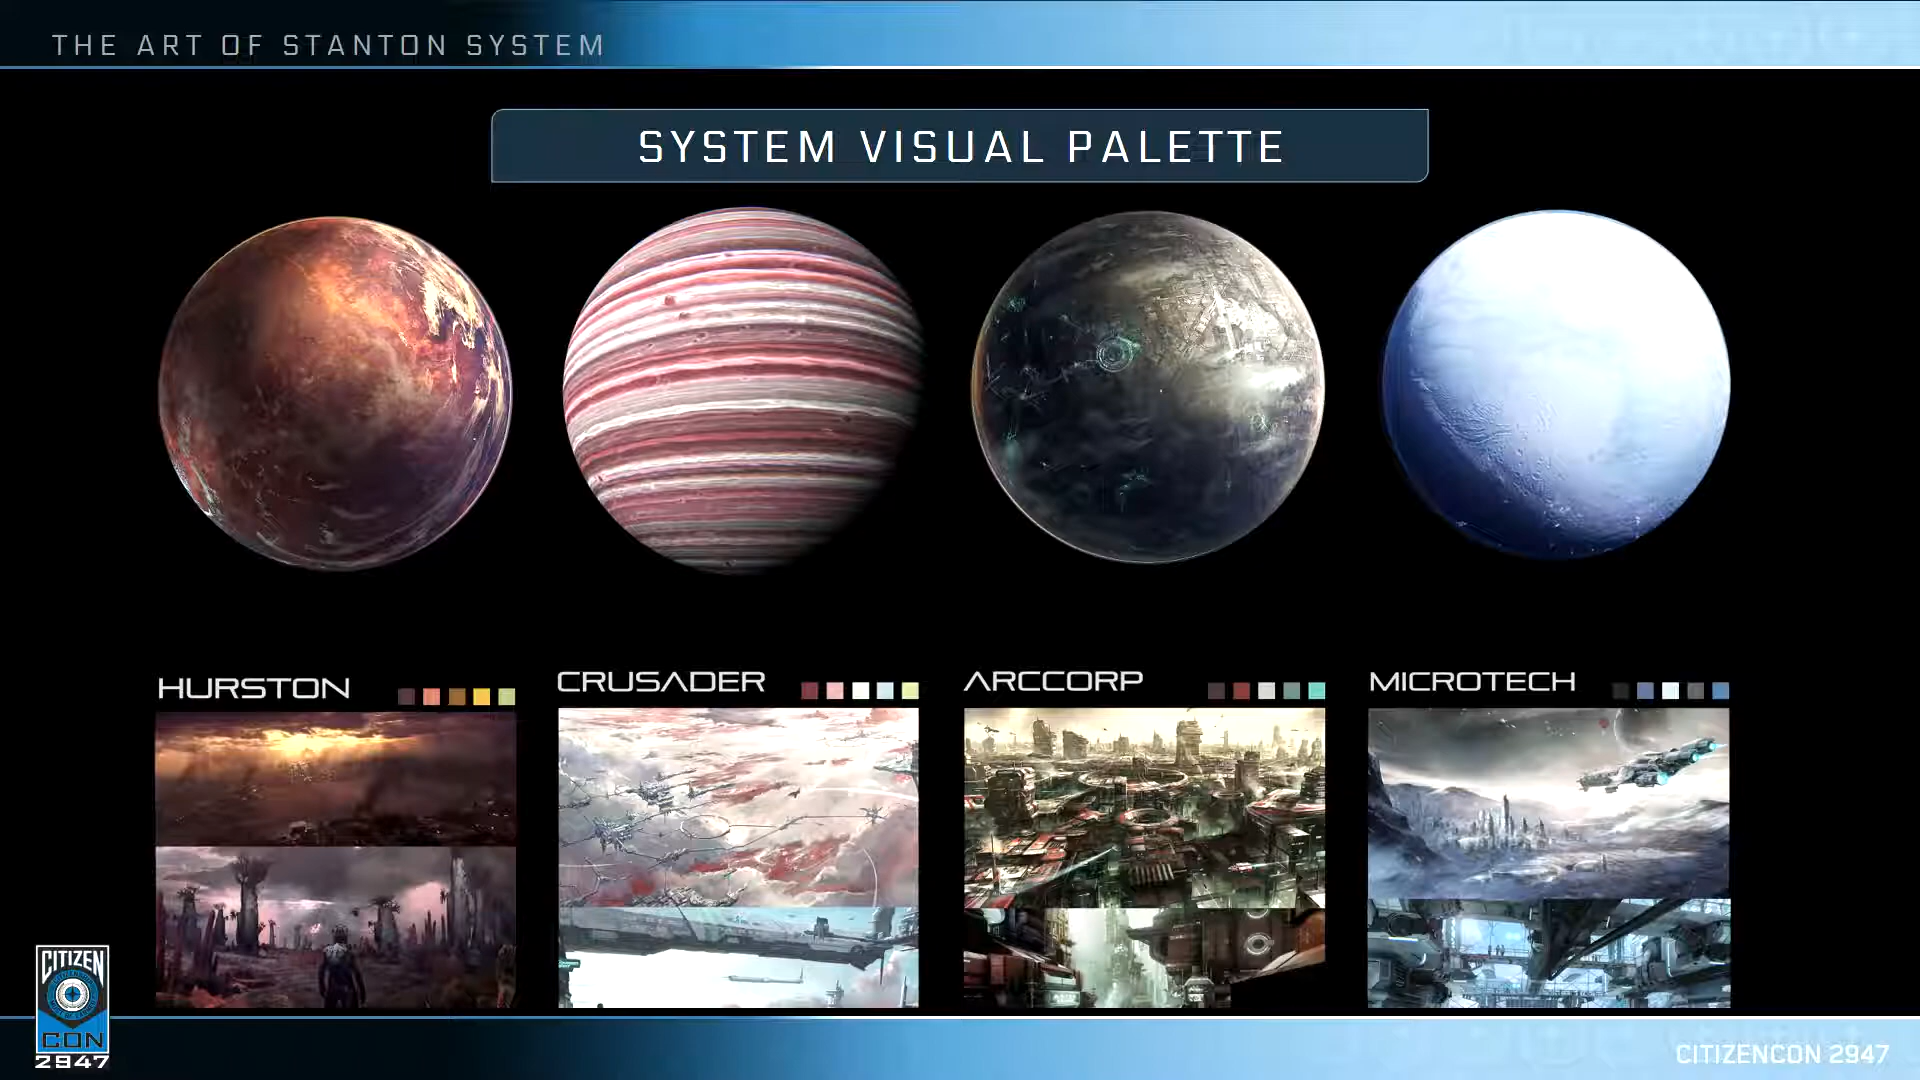 THE ART OF STANTON SYSTEM
SYSTEM VISUAL PALETTE
HURSTON
CRUSADER
ARCCORP
MICROTECH
CITIZEN
CON
2947
CITIZENCON 2947